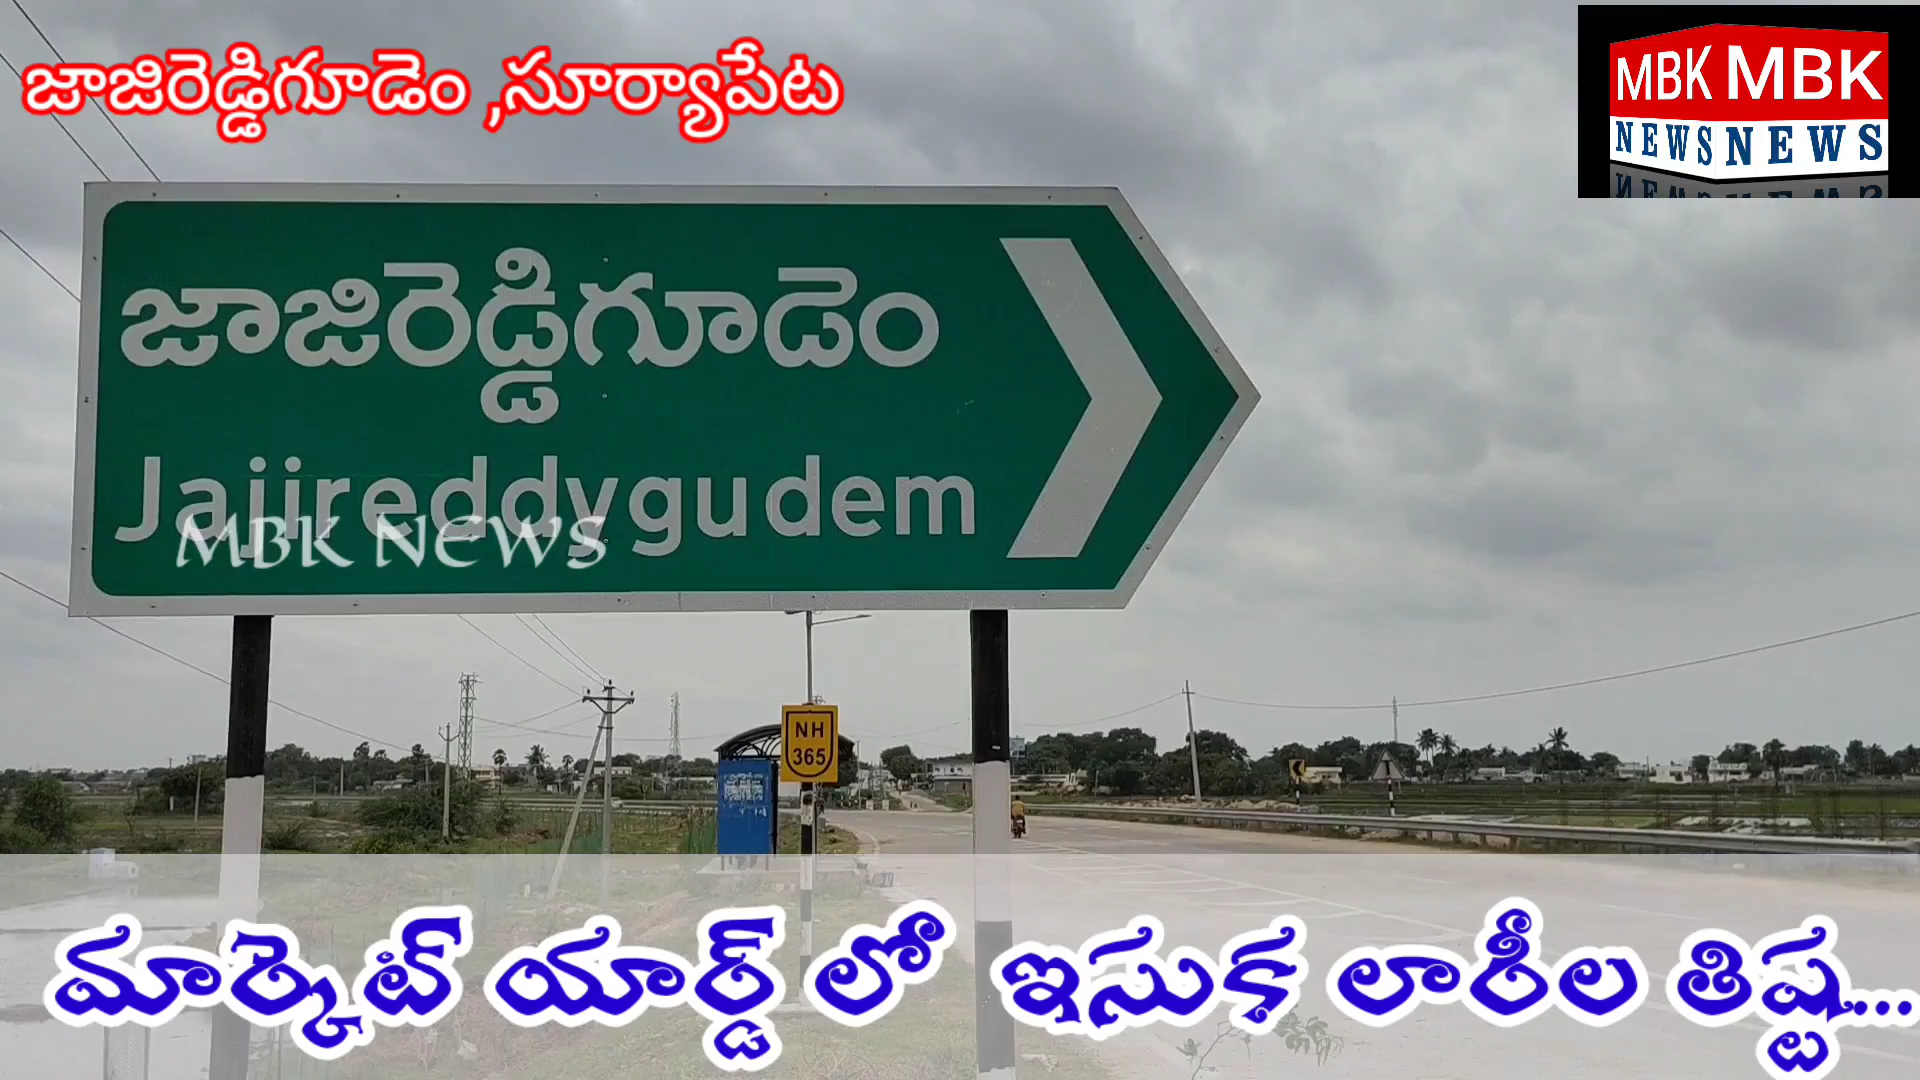 జాజిరెడ్డిగూడెం ,సూర్యాపేట
MBK MBK
NEWS NEWS
జాజిరెడ్డిగూడెం
Jajireddygudem
MBK NEWS
NH
365
మార్కెట్ యార్డ్ లో ఇసుక లారీల తిష్ట...